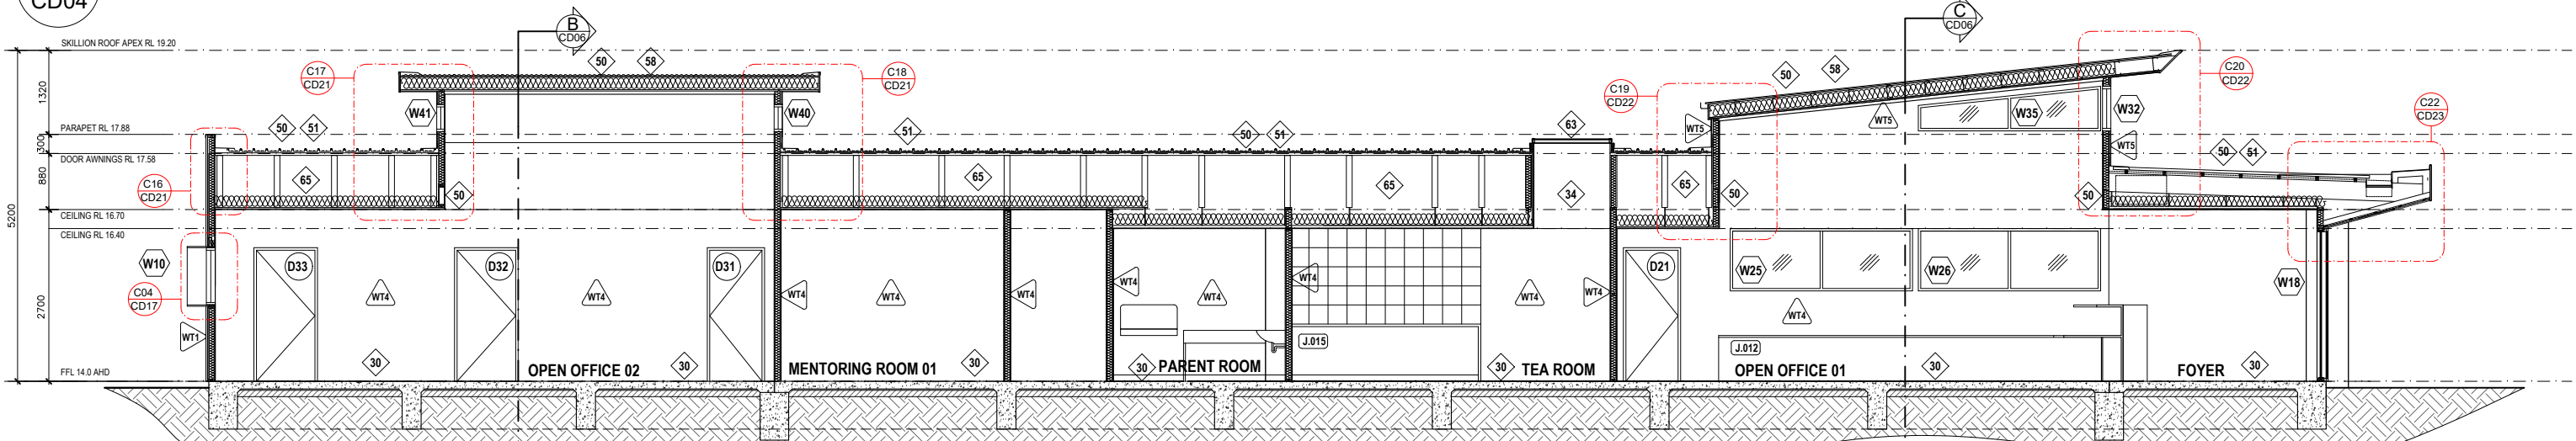 CD04
B
CD06
C
CD06
SKILLION ROOF APEX RL 19.20
50
58
C17
CD21
C18
CD21
50
58
C20
CD22
C19
CD22
C22
CD23
1320
W41
W40
W35
W32
PARAPET RL 17.88
50
51
51
50
51
63
WT5
WT5
WT5
50
51
300
DOOR AWNINGS RL 17.58
880
C16
CD21
65
50
65
65
34
65
50
50
5200
CEILING RL 16.70
CEILING RL 16.40
W10
D33
D32
D31
D21
W25
W26
W18
C04
CD17
2700
WT4
WT4
WT4
WT4
WT4
WT4
WT4
WT4
WT4
WT4
WT4
WT1
J.015
J.012
30
30
30
30
30
30
30
FFL 14.0 AHD
OPEN OFFICE 02
MENTORING ROOM 01
PARENT ROOM
TEA ROOM
OPEN OFFICE 01
FOYER